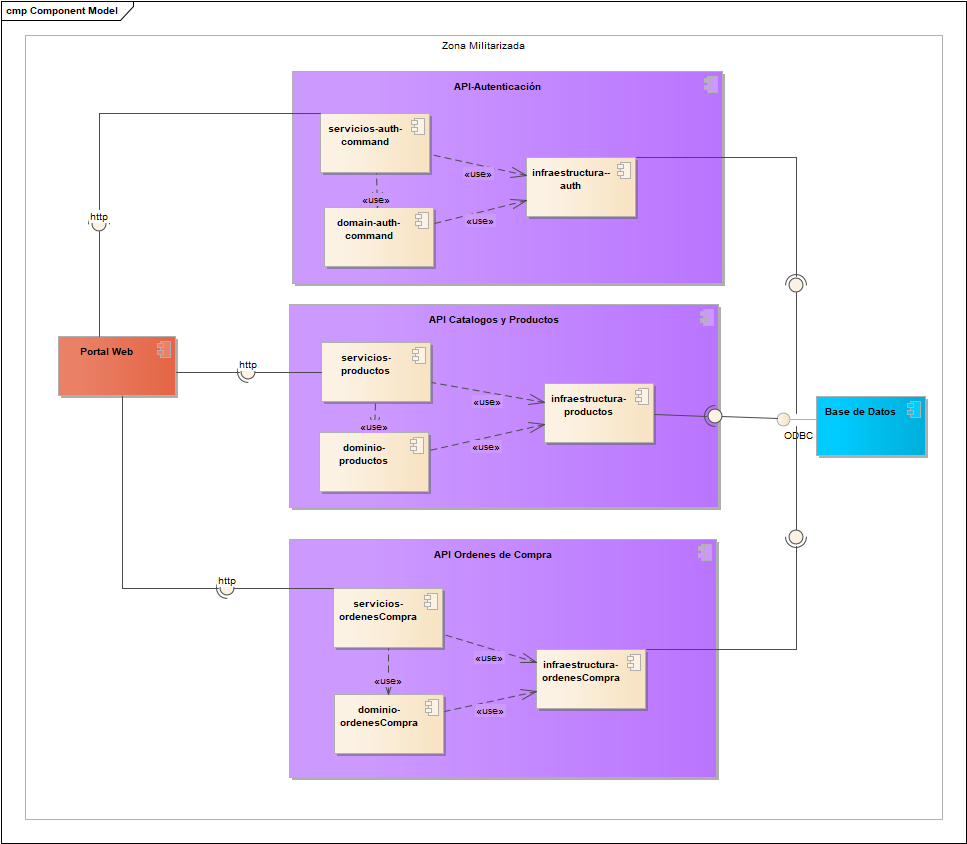 cmp Component Model
Zona Militarizada
API-Autenticación
servicios-auth-
command
«use»
infraestructura--
auth
«use»
domain-auth-
command
«use»
http
API Catalogos y Productos
Portal Web
http
servicios-
productos
«use»
infraestructura-
productos
«use»
dominio-
productos
«use»
Base de Datos
ODBC
API Ordenes de Compra
http
servicios-
ordenesCompra
«use»
infraestructura-
ordenesCompra
«use»
dominio-
ordenesCompra
«use»